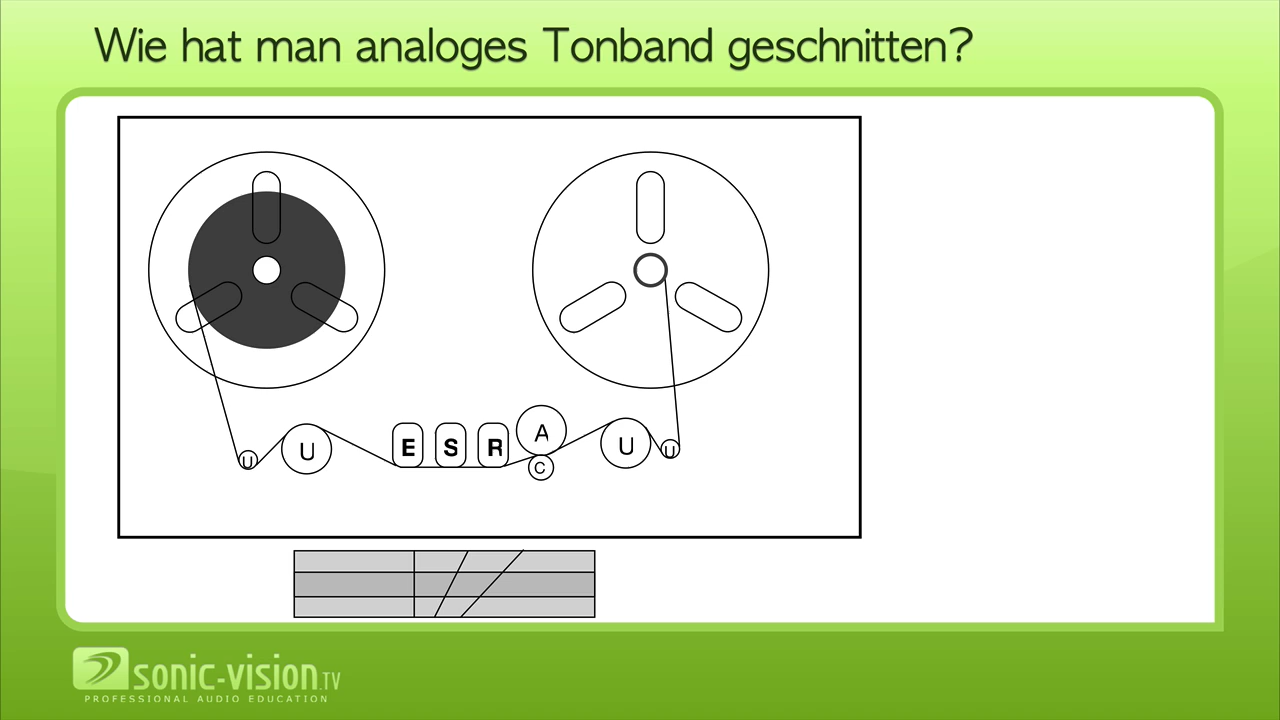 Wie hat man analoges Tonband geschnitten?
A
U U E S R C U U
sonic-vision.TV
PROFESSIONAL AUDIO EDUCATION